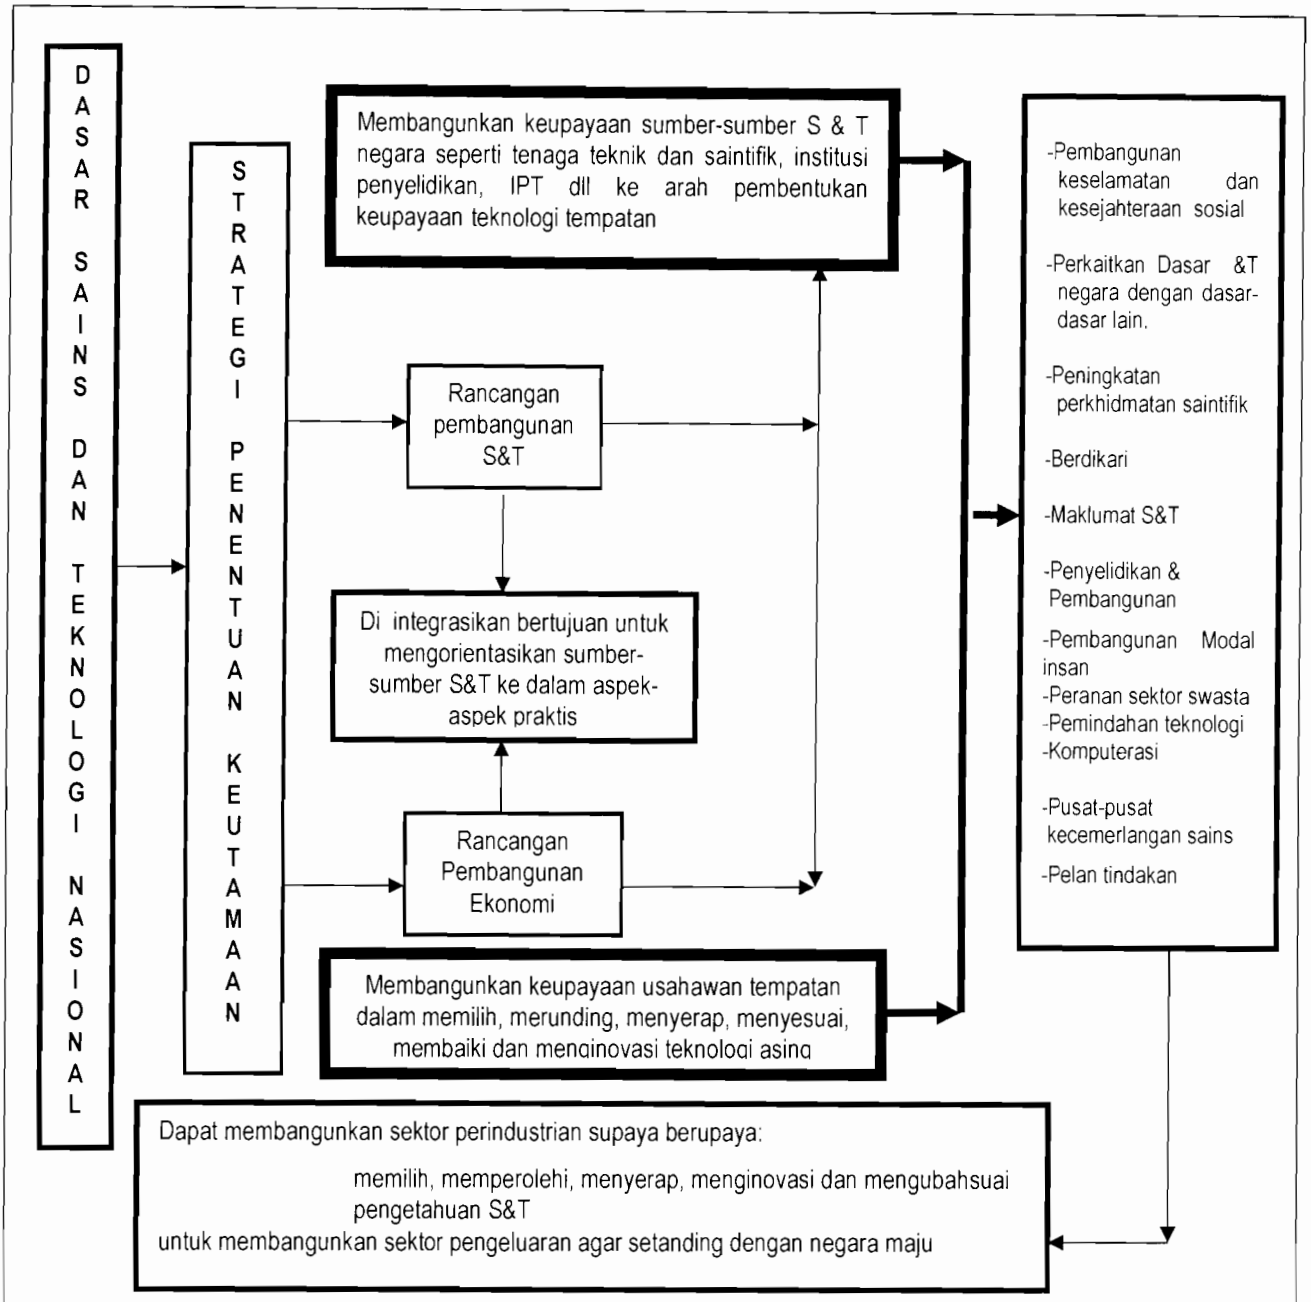 DASAR SAINS DAN TEKNOLOGI NASIONAL
STRATEGI PENENTUAN KEUTAMAAN
Membangunkan keupayaan sumber-sumber S & T
negara seperti tenaga teknik dan saintifik, institusi
penyelidikan, IPT dll ke arah pembentukan
keupayaan teknologi tempatan
Rancangan
pembangunan
S&T
Di integrasikan bertujuan untuk
mengorientasikan sumber-
sumber S&T ke dalam aspek-
aspek praktis
Rancangan
Pembangunan
Ekonomi
Membangunkan keupayaan usahawan tempatan
dalam memilih, merunding, menyerap, menyesuai,
membaiki dan menginovasi teknologi asing
-Pembangunan
keselamatan dan
kesejahteraan sosial
-Perkaitkan Dasar &T
negara dengan dasar-
dasar lain.
-Peningkatan
perkhidmatan saintifik
-Berdikari
-Maklumat S&T
-Penyelidikan &
Pembangunan
-Pembangunan Modal
insan
-Peranan sektor swasta
-Pemindahan teknologi
-Komputerasi
-Pusat-pusat
kecemerlangan sains
-Pelan tindakan
Dapat membangunkan sektor perindustrian supaya berupaya:
memilih, memperolehi, menyerap, menginovasi dan mengubahsuai
pengetahuan S&T
untuk membangunkan sektor pengeluaran agar setanding dengan negara maju